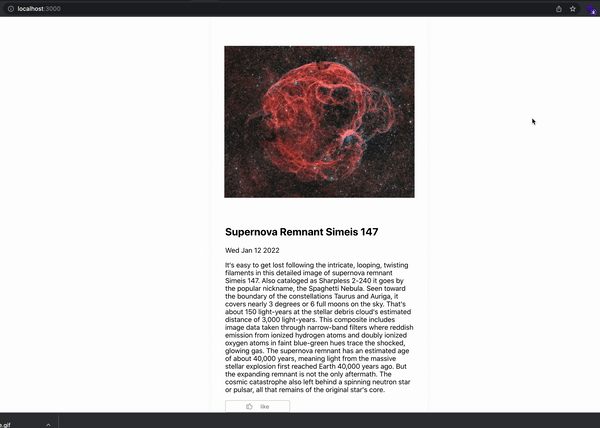 localhost:3000
Supernova Remnant Simeis 147
Wed Jan 12 2022
It's easy to get lost following the intricate, looping, twisting
filaments in this detailed image of supernova remnant
Simeis 147. Also cataloged as Sharpless 2-240 it goes by
the popular nickname, the Spaghetti Nebula. Seen toward
the boundary of the constellations Taurus and Auriga, it
covers nearly 3 degrees or 6 full moons on the sky. That's
about 150 light-years at the stellar debris cloud's estimated
distance of 3,000 light-years. This composite includes
image data taken through narrow-band filters where reddish
emission from ionized hydrogen atoms and doubly ionized
oxygen atoms in faint blue-green hues trace the shocked,
glowing gas. The supernova remnant has an estimated age
of about 40,000 years, meaning light from the massive
stellar explosion first reached Earth 40,000 years ago. But
the expanding remnant is not the only aftermath. The
cosmic catastrophe also left behind a spinning neutron star
or pulsar, all that remains of the original star's core.
like
e.gif